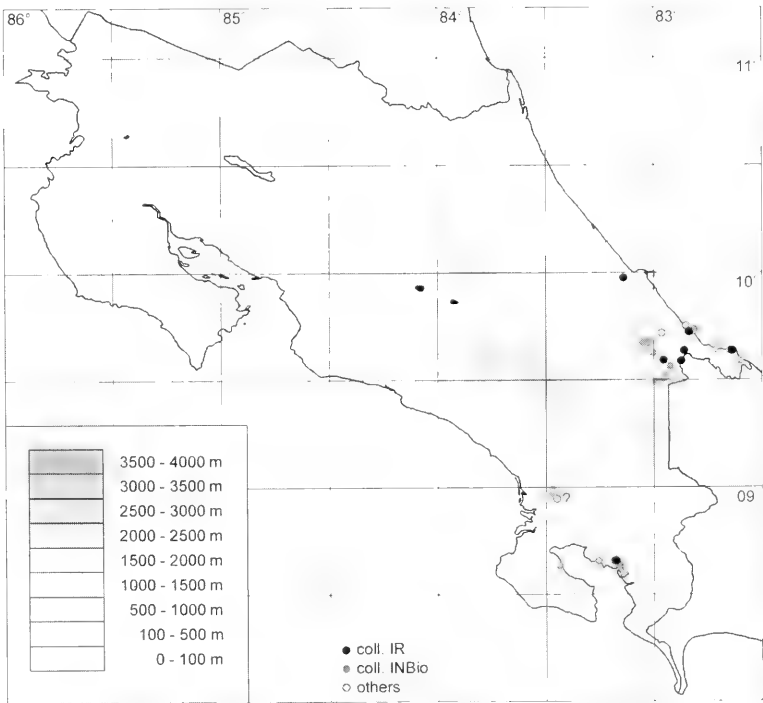 86°
85
84
83
11
10
09
3500 - 4000 m
3000 - 3500 m
2500 - 3000 m
2000 - 2500 m
1500 - 2000 m
1000 - 1500 m
500 - 1000 m
100 - 500 m
0 - 100 m
coll. IR
coll. INBio
others